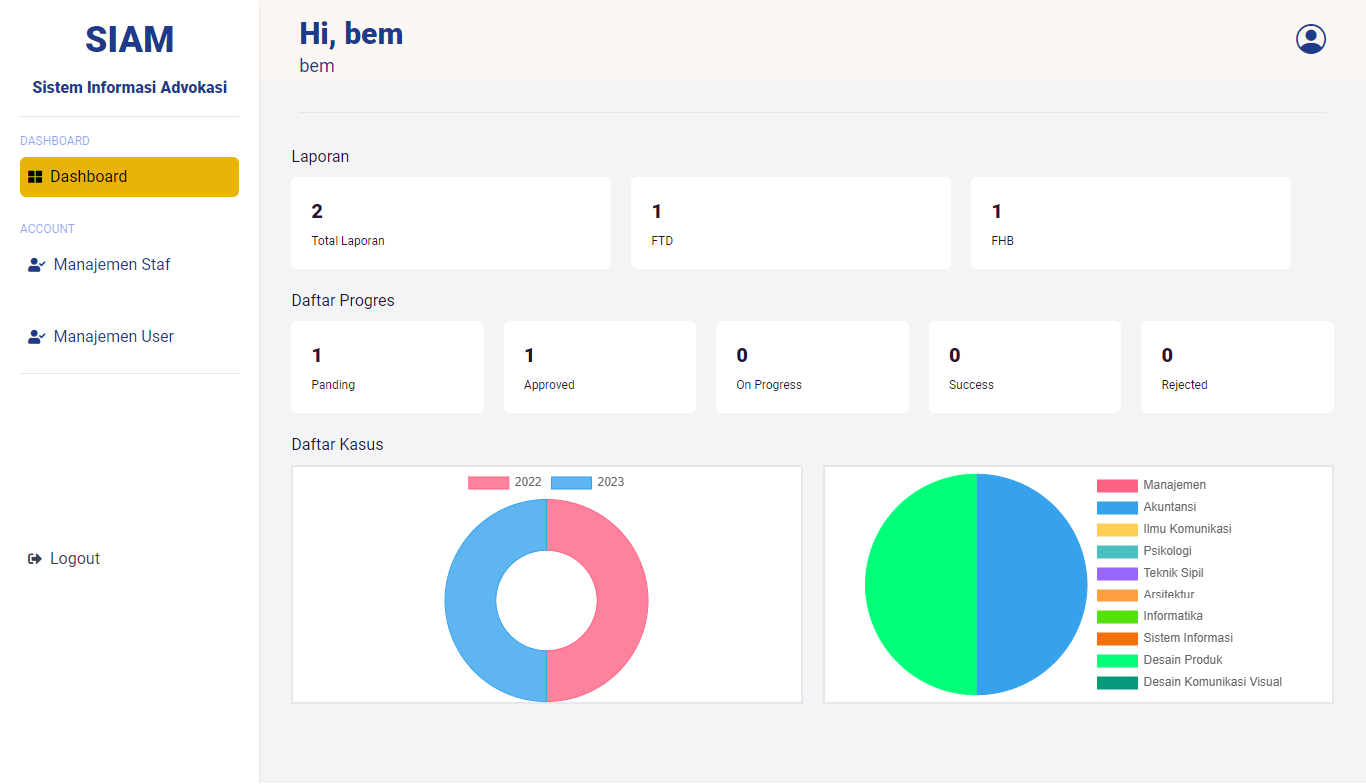 SIAM
Sistem Informasi Advokasi
DASHBOARD
Dashboard
ACCOUNT
Manajemen Staf
Manajemen User
Logout
Hi, bem
bem
Laporan
2
Total Laporan
1
FTD
1
FHB
Daftar Progres
1
Panding
1
Approved
0
On Progress
0
Success
0
Rejected
Daftar Kasus
2022 2023
Manajemen
Akuntansi
Ilmu Komunikasi
Psikologi
Teknik Sipil
Arsitektur
Informatika
Sistem Informasi
Desain Produk
Desain Komunikasi Visual